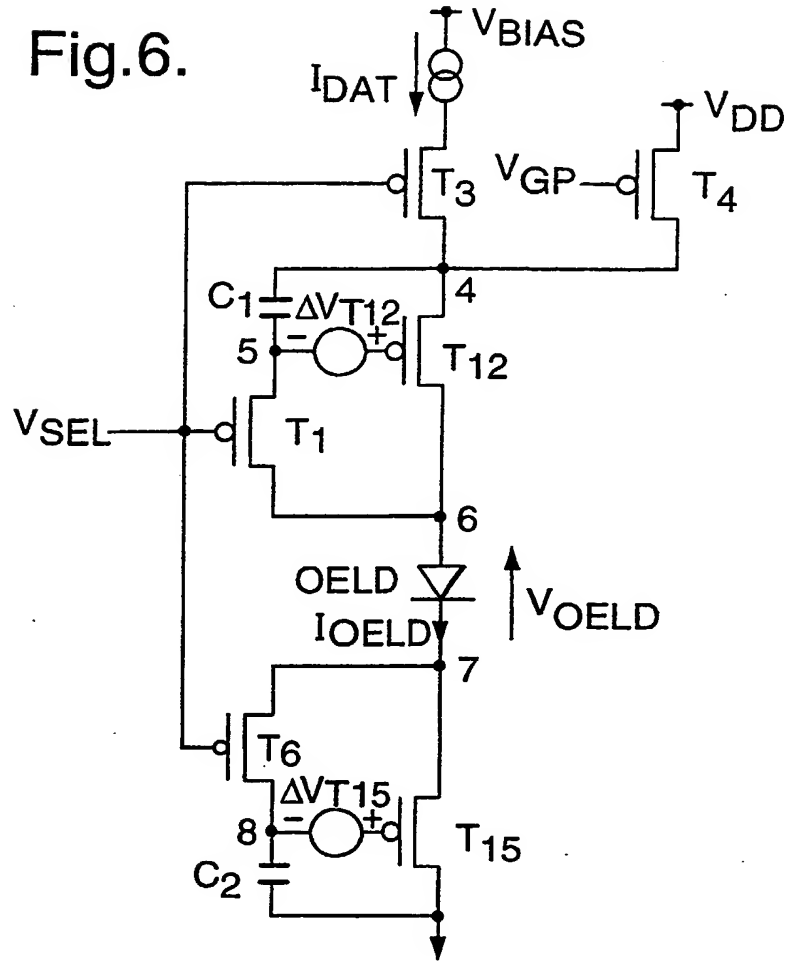 Fig.6.
VBIAS
IDAT
VDD
VGP
T3
T4
4
C1
ΔVT12
5
- +
T12
VSEL
T1
6
OELD
IOELD
VOELD
7
T6
ΔVT15
8
- +
T15
C2